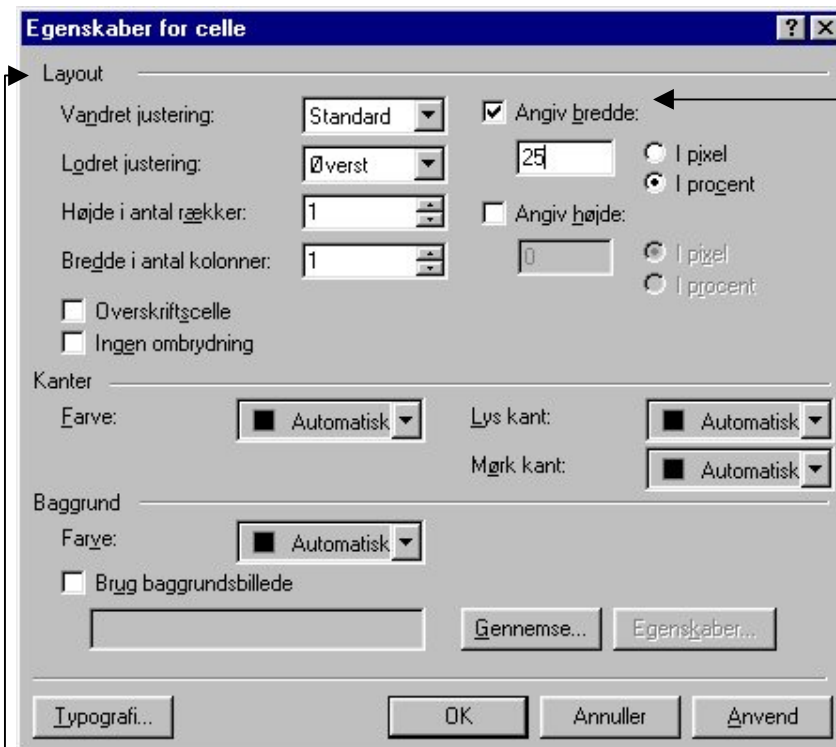 Egenskaber for celle
Layout
Vandret justering: Standard
Angiv bredde:
Lodret justering: Øverst
25
I pixel
I procent
Højde i antal rækker: 1
Angiv højde:
Bredde i antal kolonner: 1
0
I pixel
I procent
Overskriftscelle
Ingen ombrydning
Kanter
Farve: Automatisk
Lys kant: Automatisk
Mørk kant: Automatisk
Baggrund
Farve: Automatisk
Brug baggrundsbillede
Gennemse... Egenskaber...
Typografi... OK Annuller Anvend